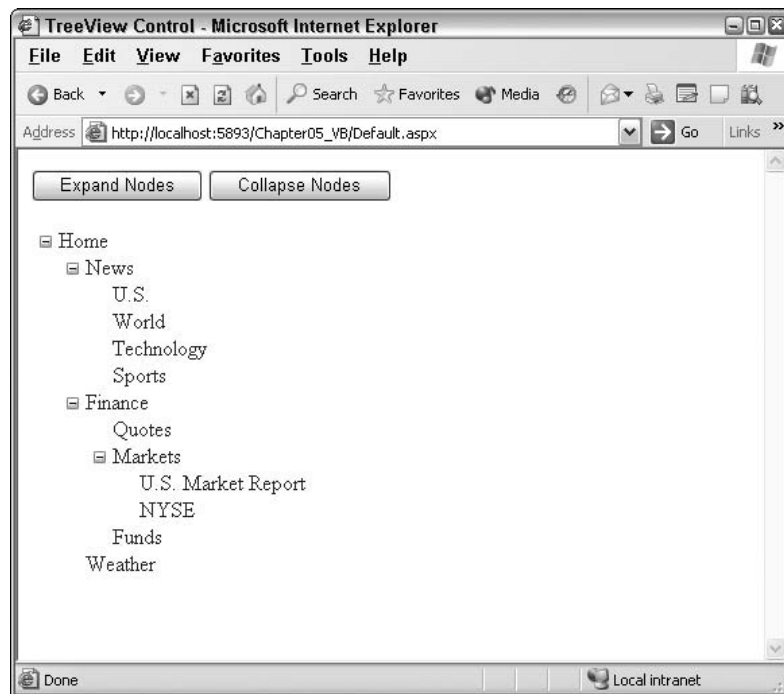 TreeView Control - Microsoft Internet Explorer
File Edit View Favorites Tools Help
Back Search Favorites Media
Address http://localhost:5893/Chapter05_VB/Default.aspx Go Links »
Expand Nodes Collapse Nodes
Home
News
U.S.
World
Technology
Sports
Finance
Quotes
Markets
U.S. Market Report
NYSE
Funds
Weather
Done Local intranet